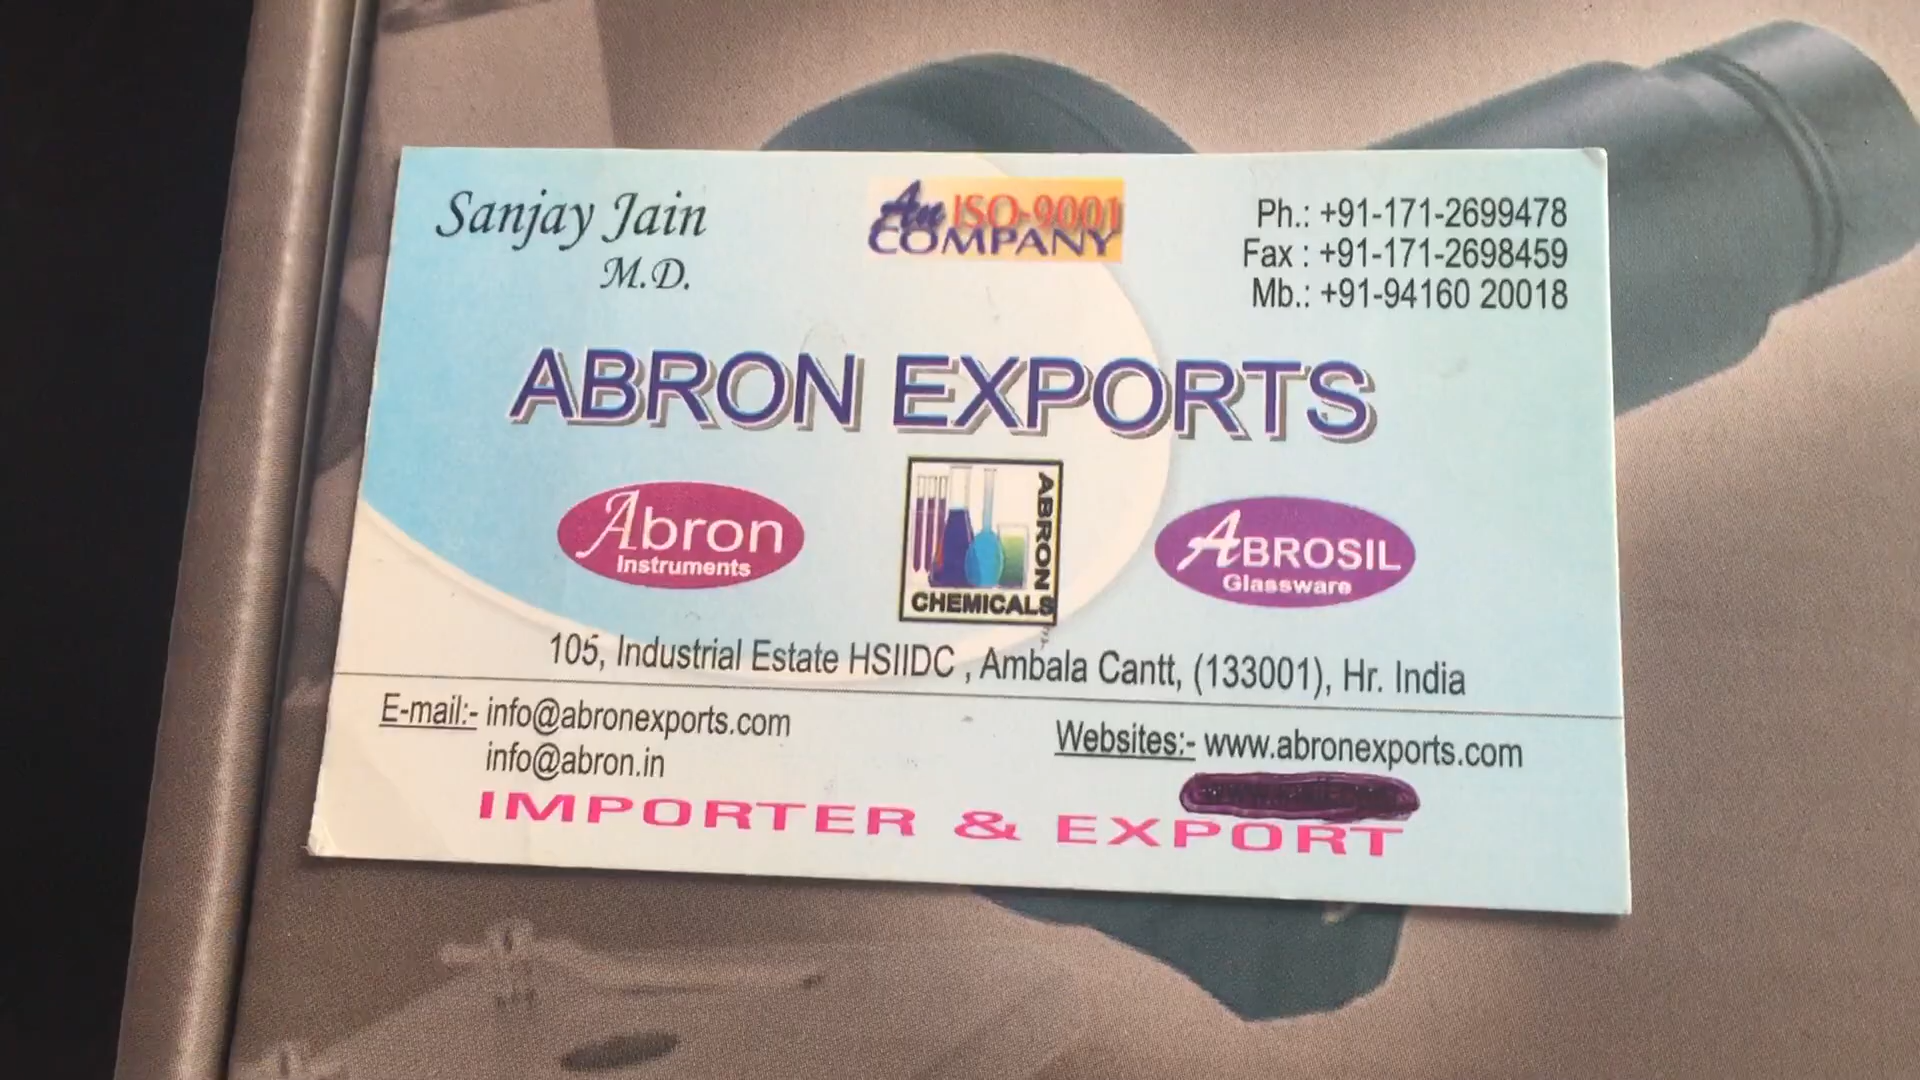 Sanjay Jain
M.D.
An ISO-9001
COMPANY
Ph.: +91-171-2699478
Fax : +91-171-2698459
Mb.: +91-94160 20018
ABRON EXPORTS
Abron
Instruments
ABRON
CHEMICALS
ABROSIL
Glassware
105, Industrial Estate HSIIDC , Ambala Cantt, (133001), Hr. India
E-mail:- info@abronexports.com
info@abron.in
Websites:- www.abronexports.com
IMPORTER & EXPORT